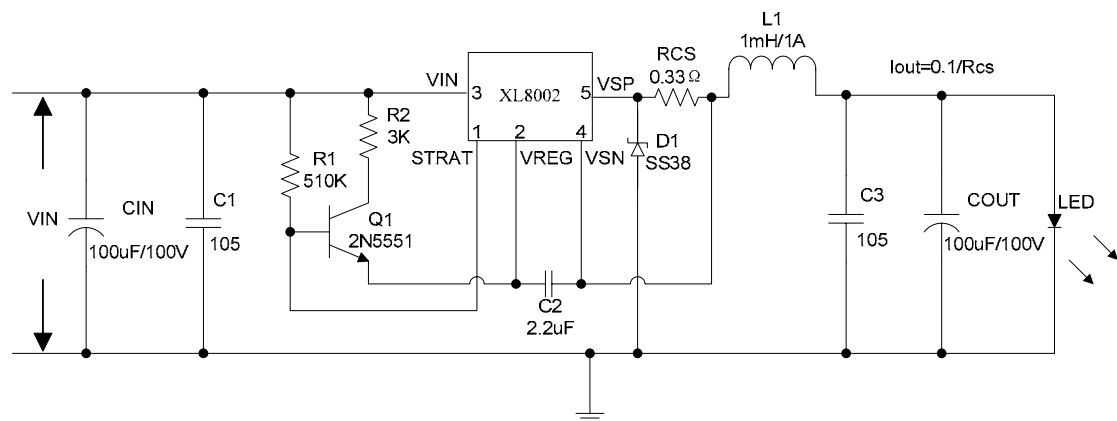 L1
1mH/1A
RCS
0.33Ω
Iout=0.1/Rcs
VIN
3
XL8002
5
VSP
R2
3K
1
2
4
STRAT
VREG
VSN
D1
SS38
R1
510K
Q1
2N5551
VIN
CIN
100uF/100V
C1
105
C3
105
COUT
100uF/100V
LED
C2
2.2uF